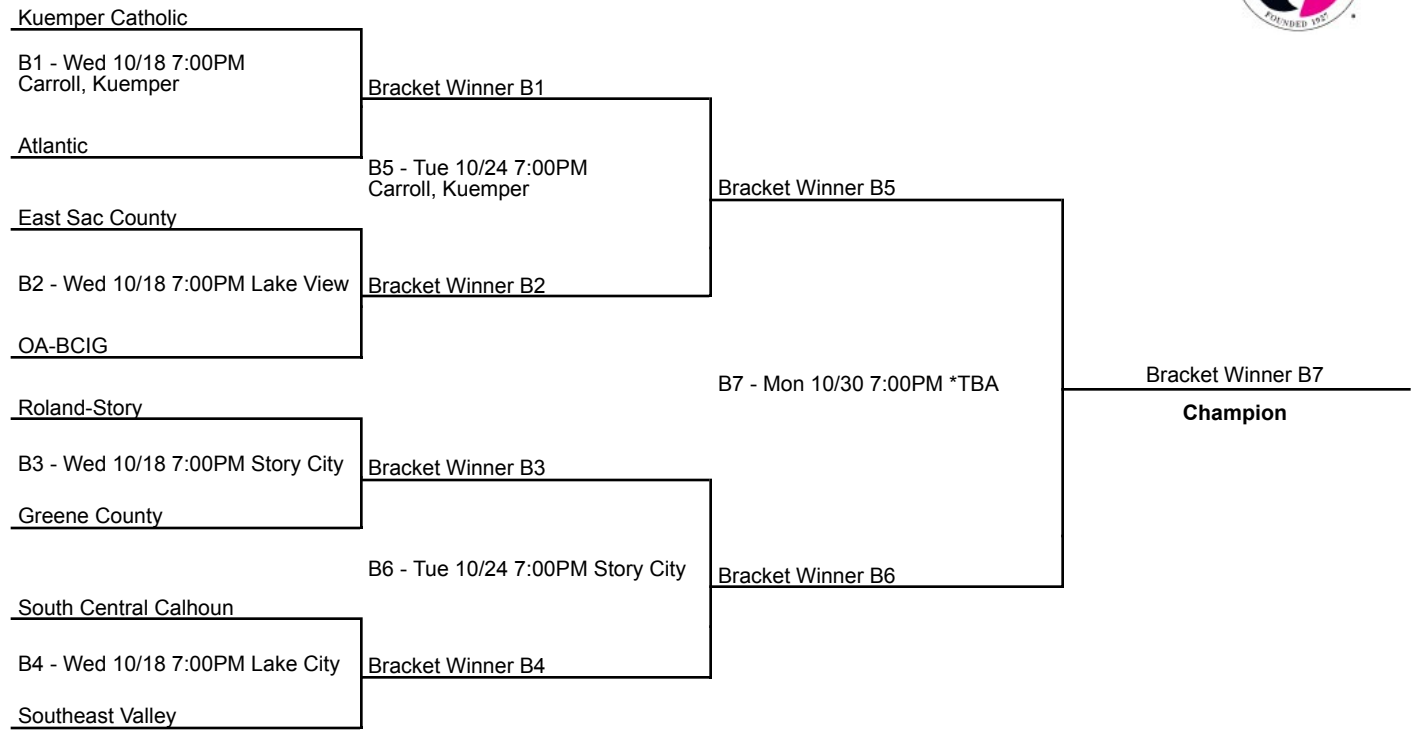 Kuemper Catholic
B1 - Wed 10/18 7:00PM
Carroll, Kuemper
Atlantic
East Sac County
B2 - Wed 10/18 7:00PM Lake View
OA-BCIG
Roland-Story
B3 - Wed 10/18 7:00PM Story City
Greene County
South Central Calhoun
B4 - Wed 10/18 7:00PM Lake City
Southeast Valley
Bracket Winner B1
B5 - Tue 10/24 7:00PM
Carroll, Kuemper
Bracket Winner B2
Bracket Winner B3
B6 - Tue 10/24 7:00PM Story City
Bracket Winner B4
Bracket Winner B5
B7 - Mon 10/30 7:00PM *TBA
Bracket Winner B6
Bracket Winner B7
Champion
FOUNDED 1927